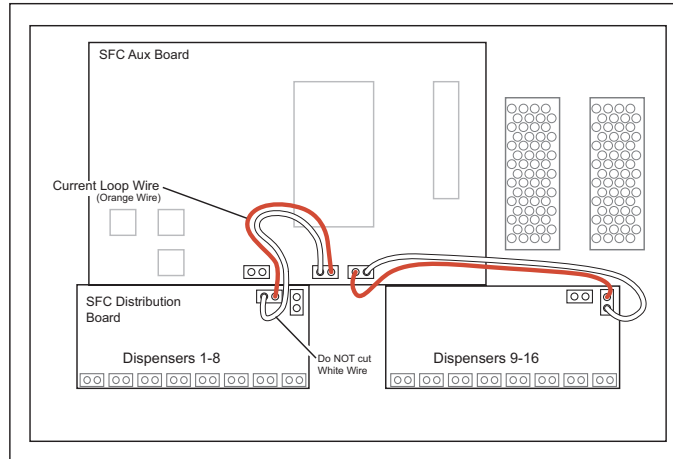 SFC Aux Board
Current Loop Wire
(Orange Wire)
SFC Distribution
Board
Dispensers 1-8
Do NOT cut
White Wire
Dispensers 9-16